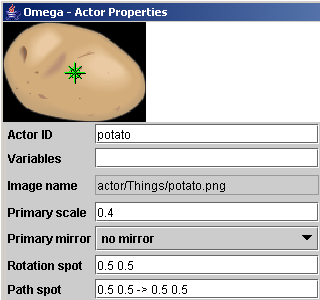 Omega - Actor Properties
Actor ID potato
Variables
Image name actor/Things/potato.png
Primary scale 0.4
Primary mirror no mirror
Rotation spot 0.5 0.5
Path spot 0.5 0.5 -> 0.5 0.5